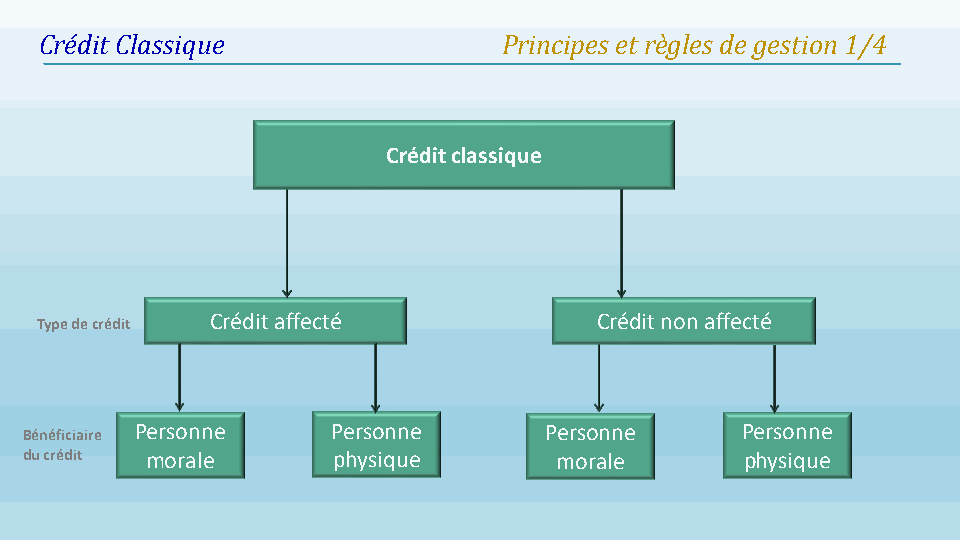 Crédit Classique
Principes et règles de gestion 1/4
Crédit classique
Type de crédit
Crédit affecté
Crédit non affecté
Bénéficiaire
du crédit
Personne
morale
Personne
physique
Personne
morale
Personne
physique